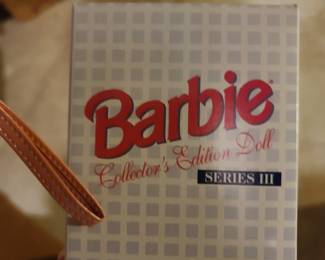 Barbie
Collector's Edition Doll
SERIES III